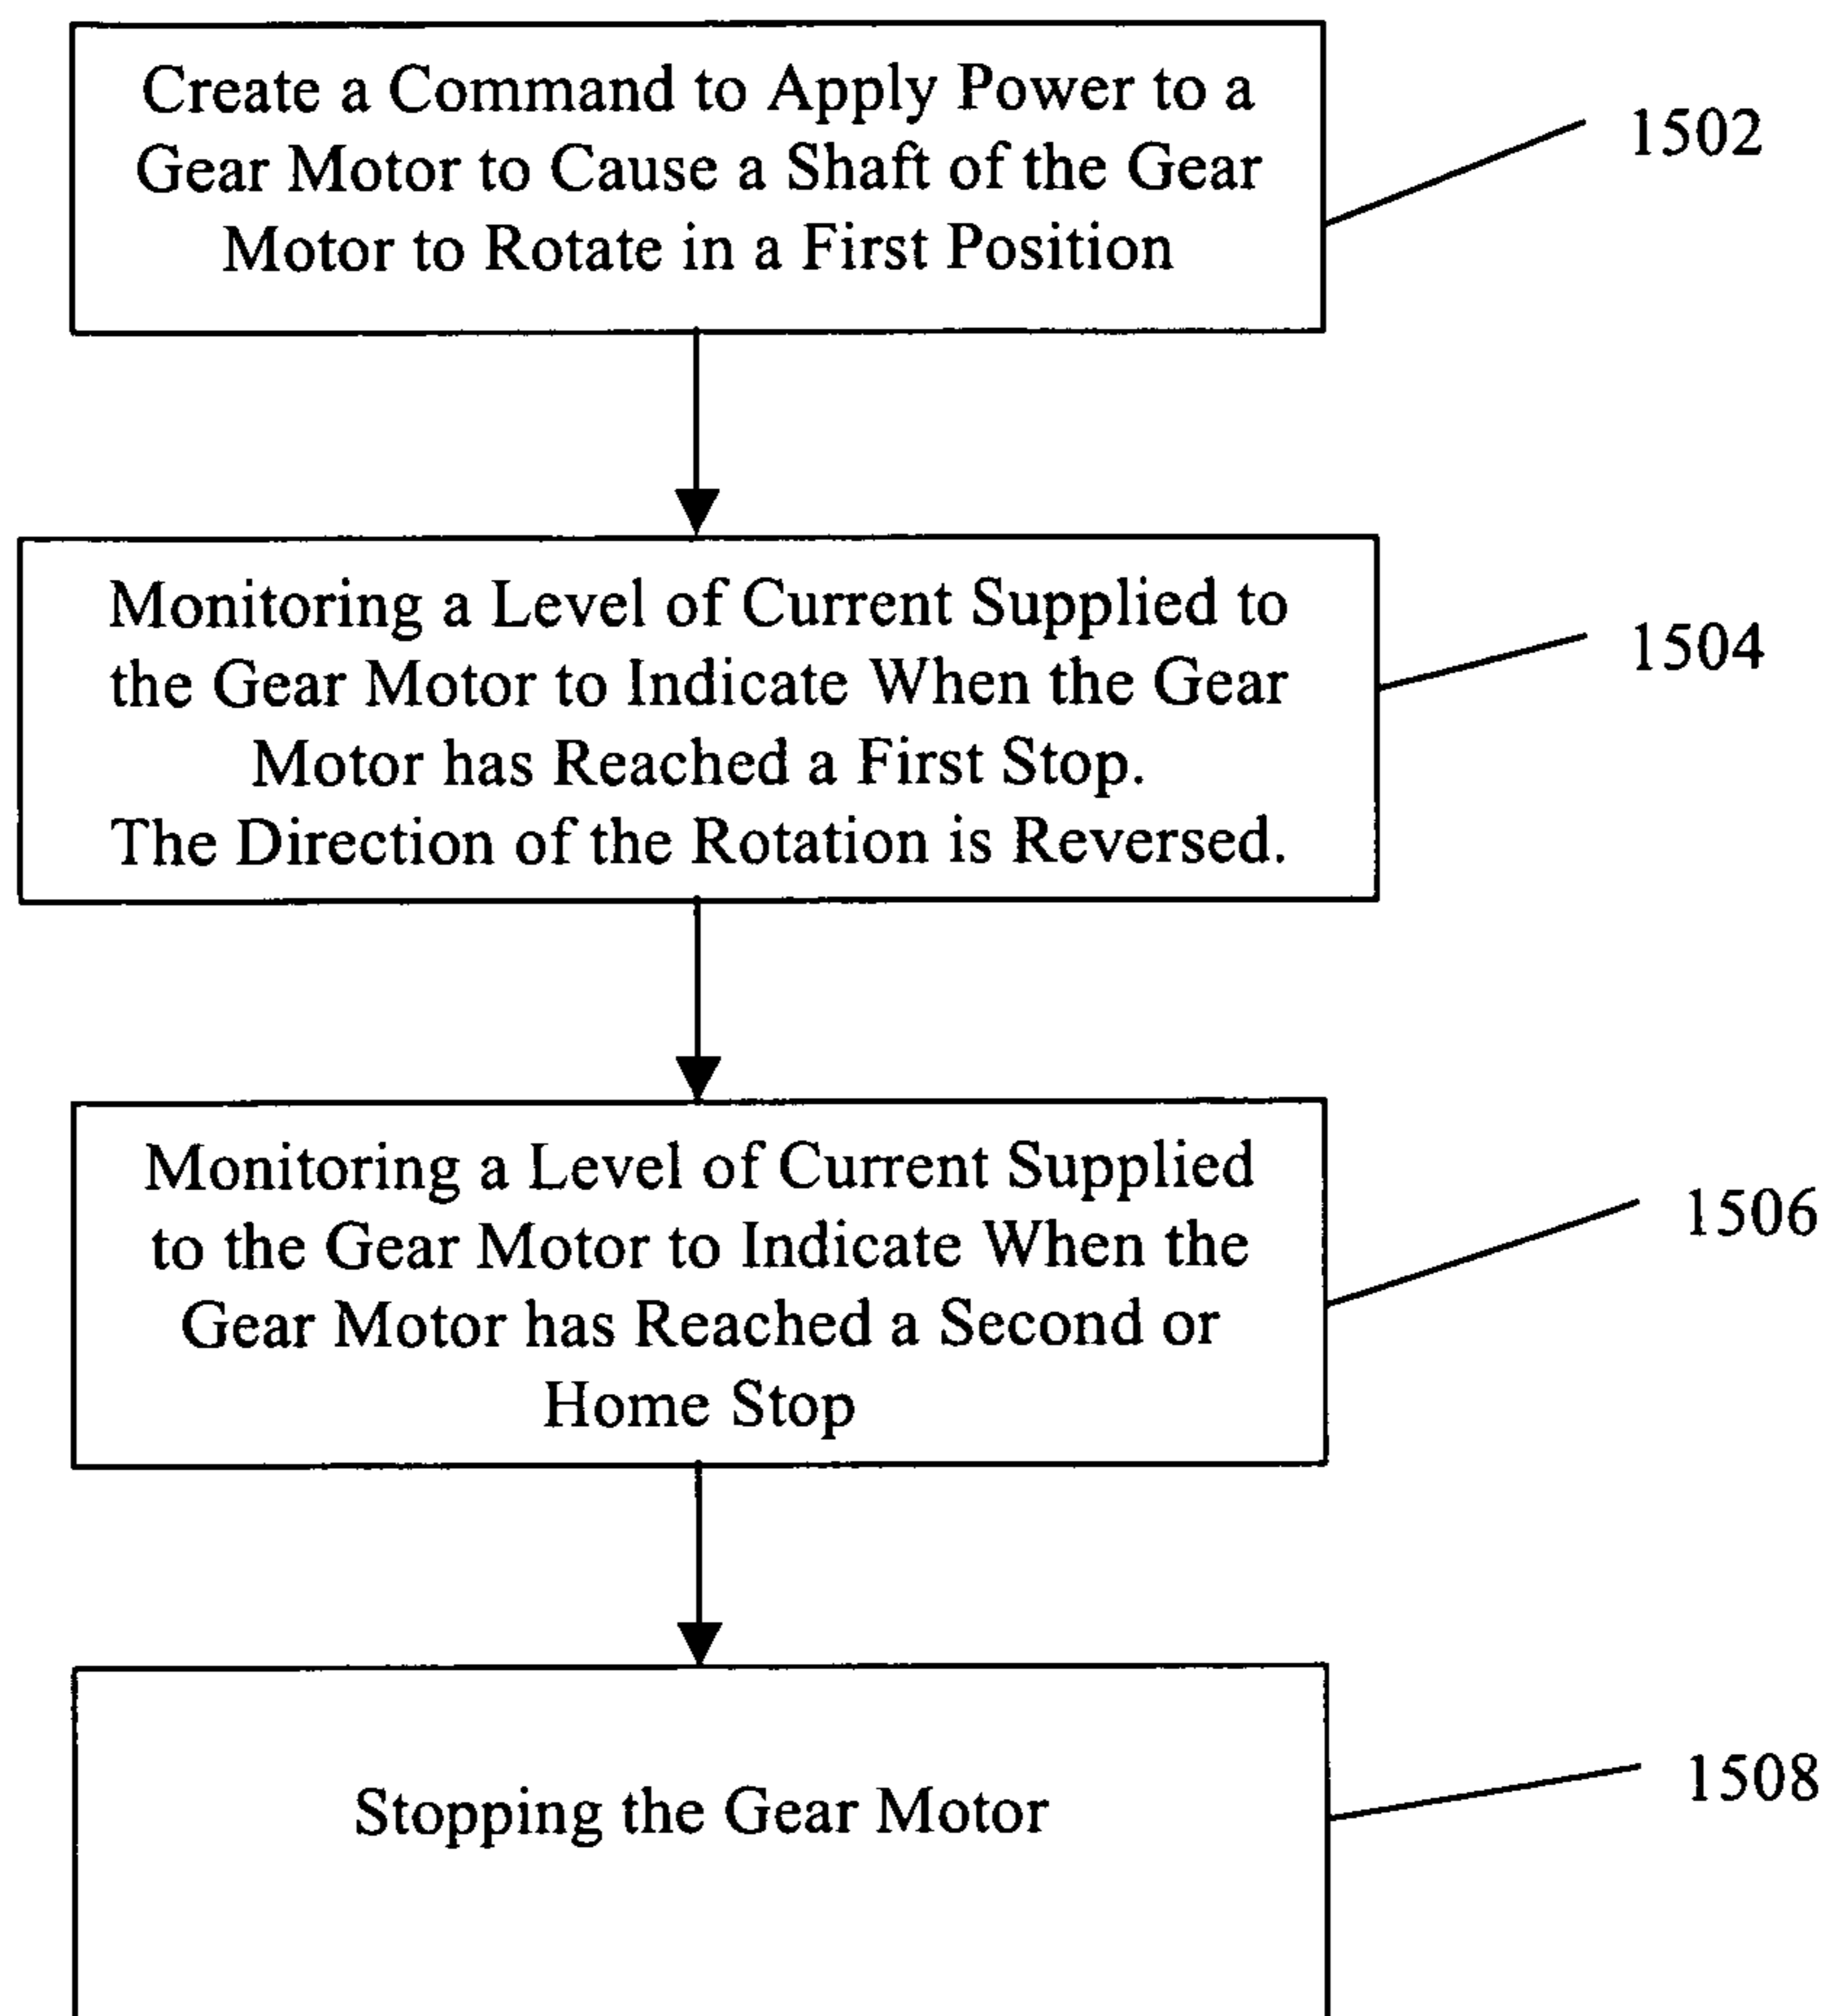 Create a Command to Apply Power to a
Gear Motor to Cause a Shaft of the Gear
Motor to Rotate in a First Position
1502
Monitoring a Level of Current Supplied to
the Gear Motor to Indicate When the Gear
Motor has Reached a First Stop.
The Direction of the Rotation is Reversed.
1504
Monitoring a Level of Current Supplied
to the Gear Motor to Indicate When the
Gear Motor has Reached a Second or
Home Stop
1506
Stopping the Gear Motor
1508